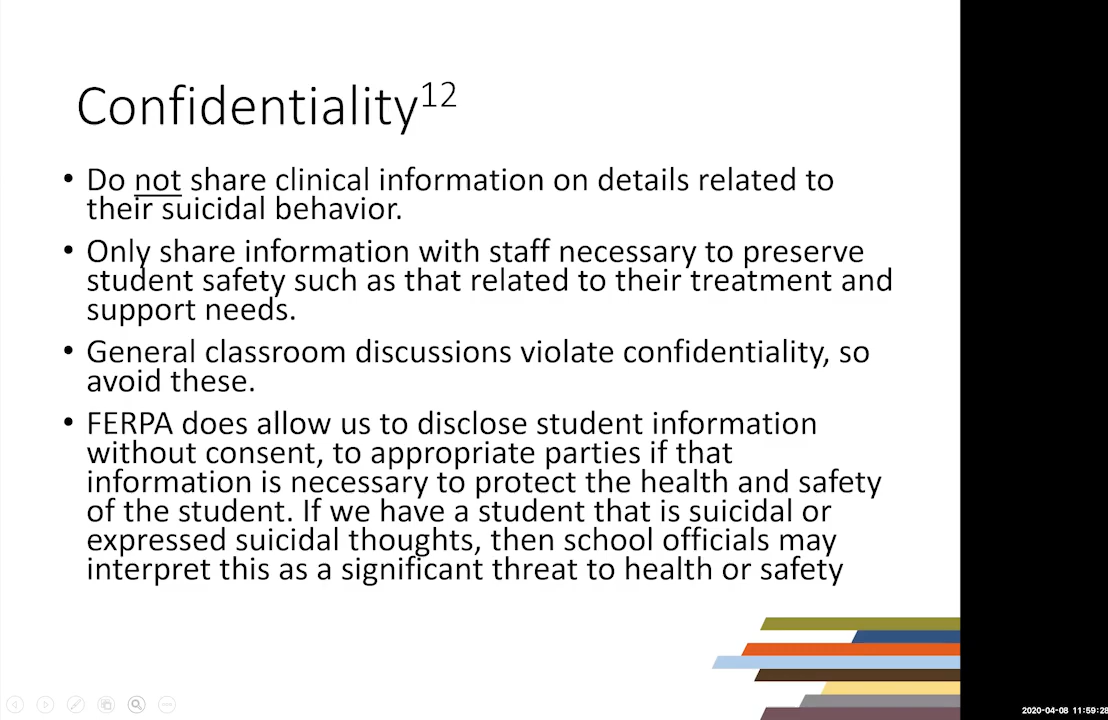 Confidentiality12
• Do not share clinical information on details related to
their suicidal behavior.
• Only share information with staff necessary to preserve
student safety such as that related to their treatment and
support needs.
• General classroom discussions violate confidentiality, so
avoid these.
• FERPA does allow us to disclose student information
without consent, to appropriate parties if that
information is necessary to protect the health and safety
of the student. If we have a student that is suicidal or
expressed suicidal thoughts, then school officials may
interpret this as a significant threat to health or safety
2020-04-08 11:59:28